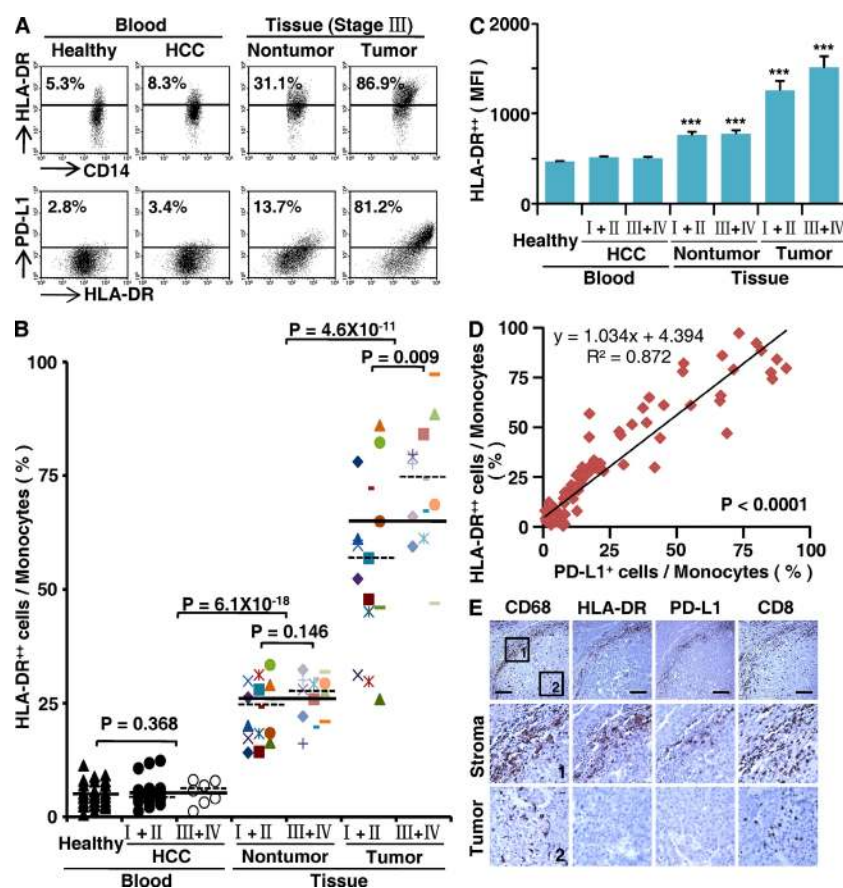 A
Blood
Tissue (Stage Ⅲ)
Healthy
HCC
Nontumor
Tumor
HLA-DR
5.3%
8.3%
31.1%
86.9%
CD14
PD-L1
2.8%
3.4%
13.7%
81.2%
HLA-DR
B
HLA-DR++ cells / Monocytes ( % )
100
75
50
25
0
P = 4.6X10-11
P = 0.009
P = 6.1X10-18
P = 0.146
P = 0.368
Healthy
Ⅰ + Ⅱ
Ⅲ+Ⅳ
Ⅰ + Ⅱ
Ⅲ+Ⅳ
Ⅰ + Ⅱ
Ⅲ+Ⅳ
HCC
Nontumor
Tumor
Blood
Tissue
C
HLA-DR++ ( MFI )
2000
1000
0
***
***
***
***
Healthy
Ⅰ + Ⅱ
Ⅲ+Ⅳ
Ⅰ + Ⅱ
Ⅲ+Ⅳ
Ⅰ + Ⅱ
Ⅲ+Ⅳ
HCC
Nontumor
Tumor
Blood
Tissue
D
HLA-DR++ cells / Monocytes ( % )
100
75
50
25
0
y = 1.034x + 4.394
R² = 0.872
P < 0.0001
0
25
50
75
100
PD-L1+ cells / Monocytes ( % )
E
CD68
HLA-DR
PD-L1
CD8
1
2
Stroma
1
Tumor
2